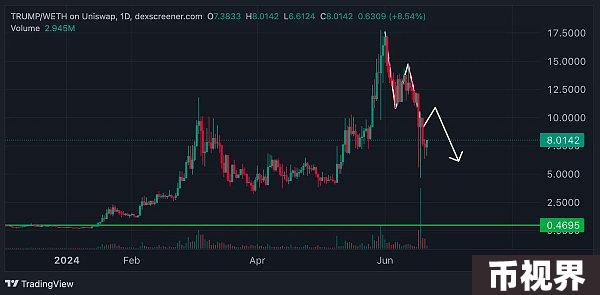 TRUMP/WETH on Uniswap, 1D, dexscreener.com O7.3833 H8.0142 L6.6124 C8.0142 0.6309 (+8.54%)
Volume 2.945M
17.5000
15.0000
12.5000
10.0000
8.0142
5.0000
2.5000
0.4695
2024 Feb Apr Jun
TradingView
币视界